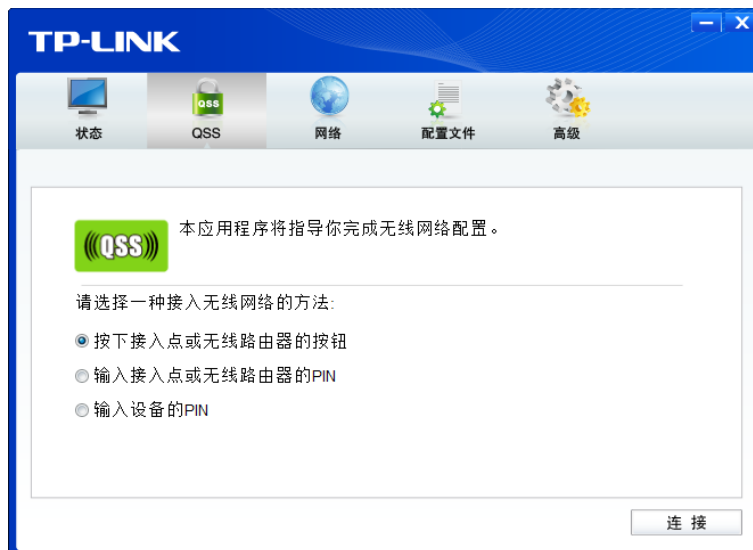 TP-LINK
QSS
状态
QSS
网络
配置文件
高级
QSS
本应用程序将指导你完成无线网络配置。
请选择一种接入无线网络的方法:
按下接入点或无线路由器的按钮
输入接入点或无线路由器的PIN
输入设备的PIN
连 接